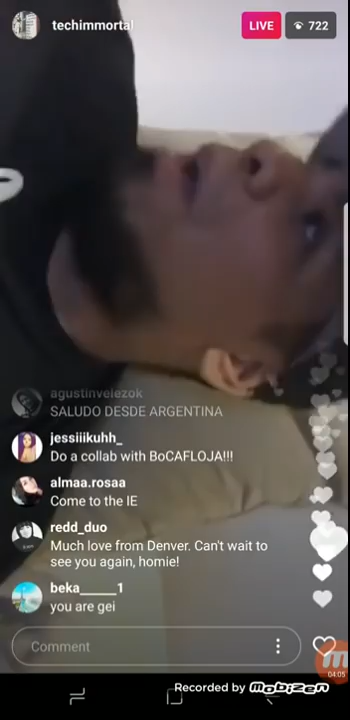 techimmortal
LIVE
722
agustinvelezok
SALUDO DESDE ARGENTINA
jessiiikuhh_
Do a collab with BoCAFLOJA!!!
almaa.rosaa
Come to the IE
redd_duo
Much love from Denver. Can't wait to
see you again, homie!
beka_____1
you are gei
Comment
04:05
Recorded by Mobizen